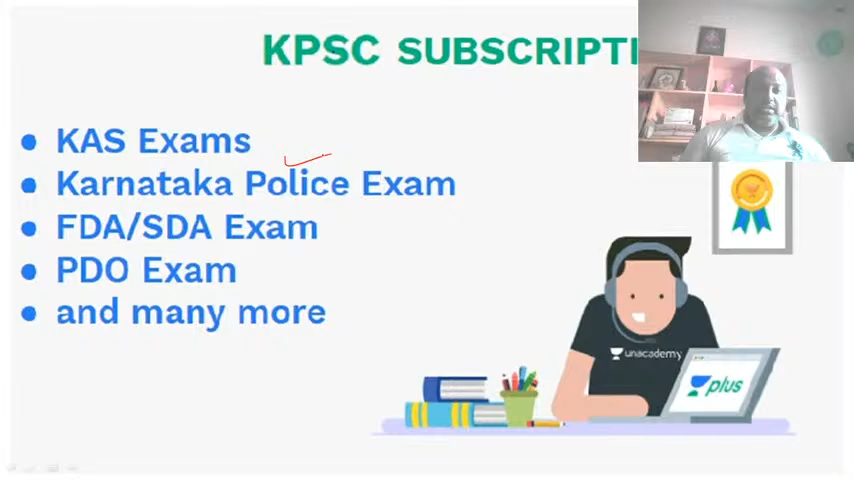 KPSC SUBSCRIPTI
KAS Exams
Karnataka Police Exam
FDA/SDA Exam
PDO Exam
and many more
unacademy
plus